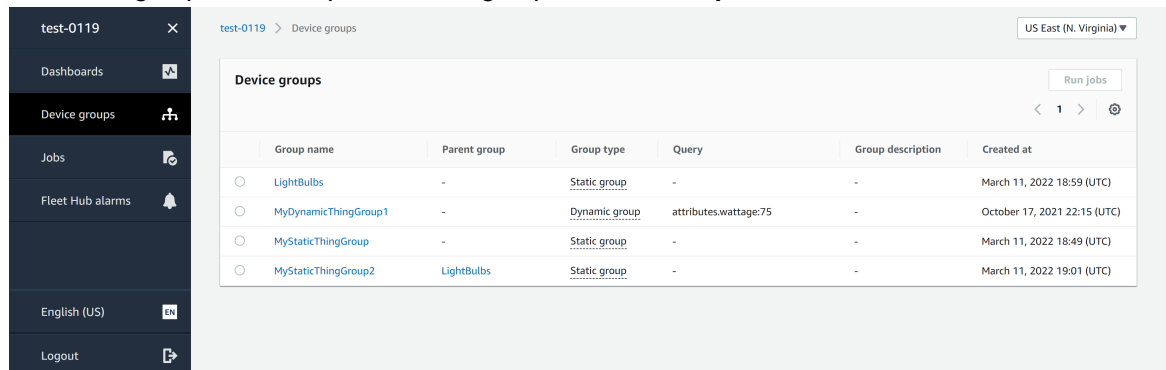 test-0119
Dashboards
Device groups
Jobs
Fleet Hub alarms
English (US) EN
Logout
test-0119 > Device groups
US East (N. Virginia)
Device groups
Run jobs
< 1 >
Group name Parent group Group type Query Group description Created at
LightBulbs - Static group - - March 11, 2022 18:59 (UTC)
MyDynamicThingGroup1 - Dynamic group attributes.wattage:75 - October 17, 2021 22:15 (UTC)
MyStaticThingGroup - Static group - - March 11, 2022 18:49 (UTC)
MyStaticThingGroup2 LightBulbs Static group - - March 11, 2022 19:01 (UTC)